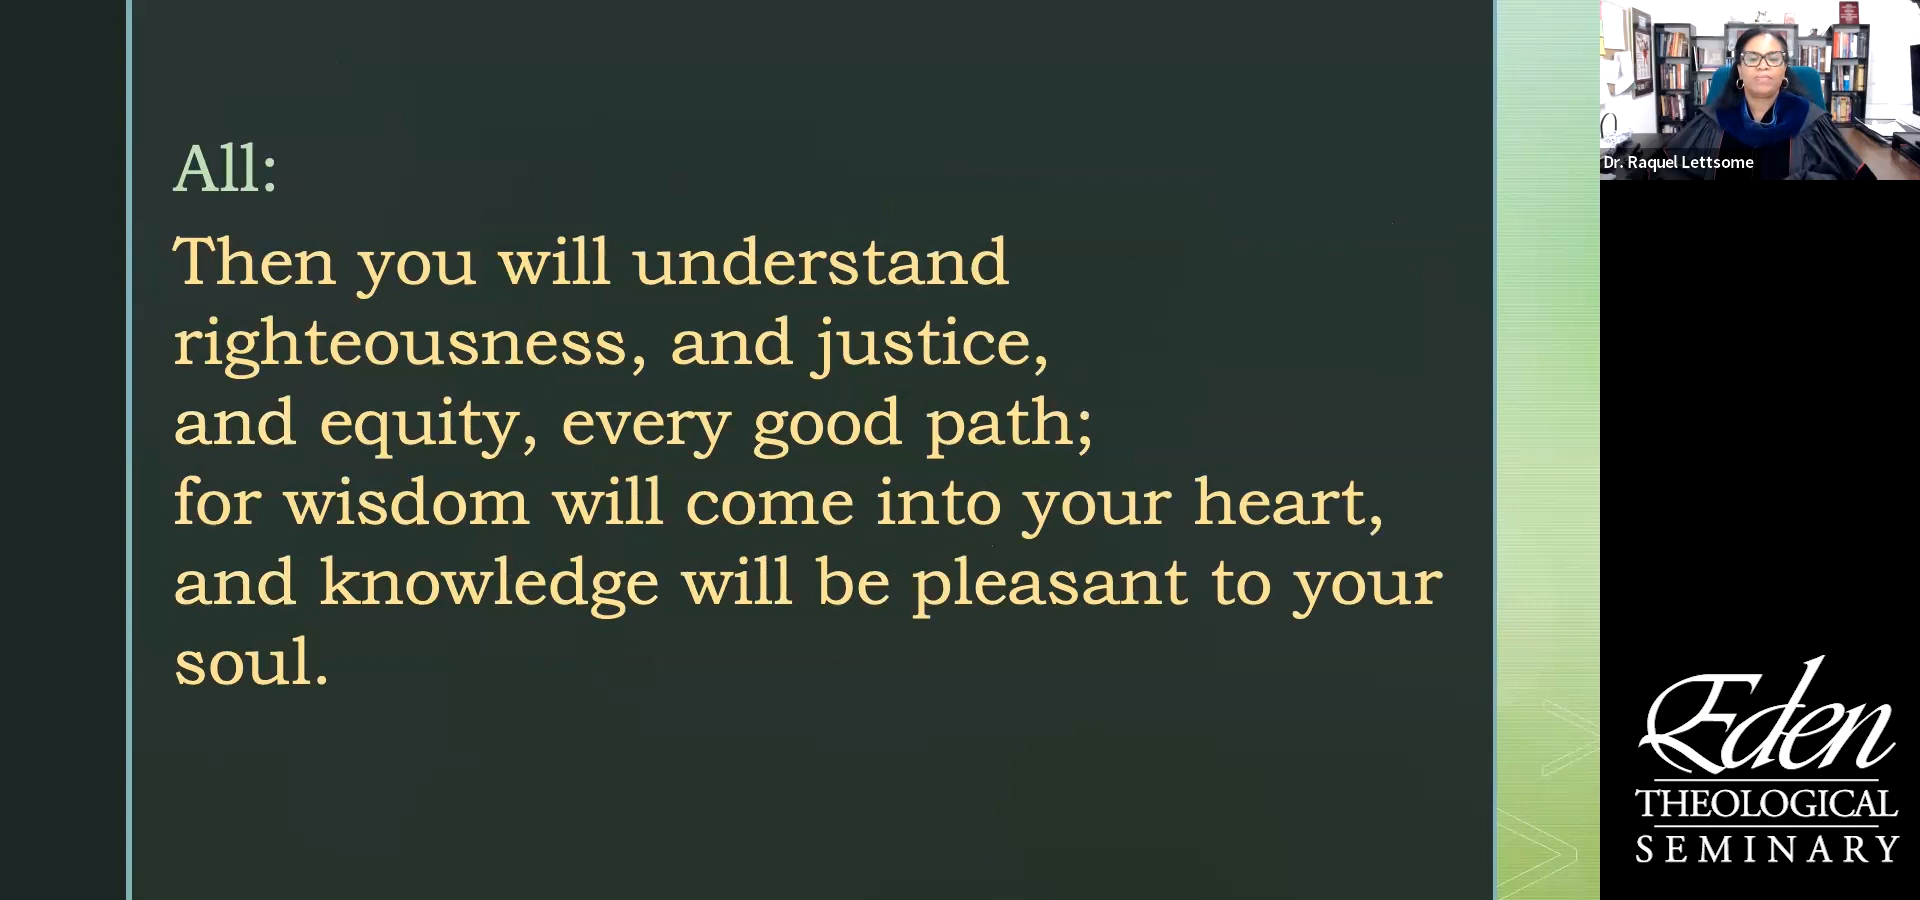 All:
Then you will understand
righteousness, and justice,
and equity, every good path;
for wisdom will come into your heart,
and knowledge will be pleasant to your
soul.
Dr. Raquel Lettsome
Eden
THEOLOGICAL
SEMINARY